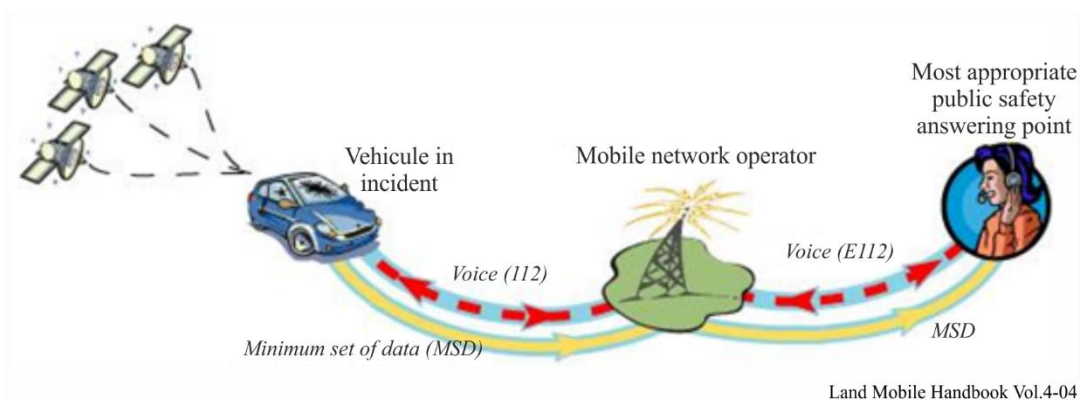 Most appropriate
public safety
answering point
Vehicule in
incident
Mobile network operator
Voice (112)
Voice (E112)
Minimum set of data (MSD)
MSD
Land Mobile Handbook Vol.4-04